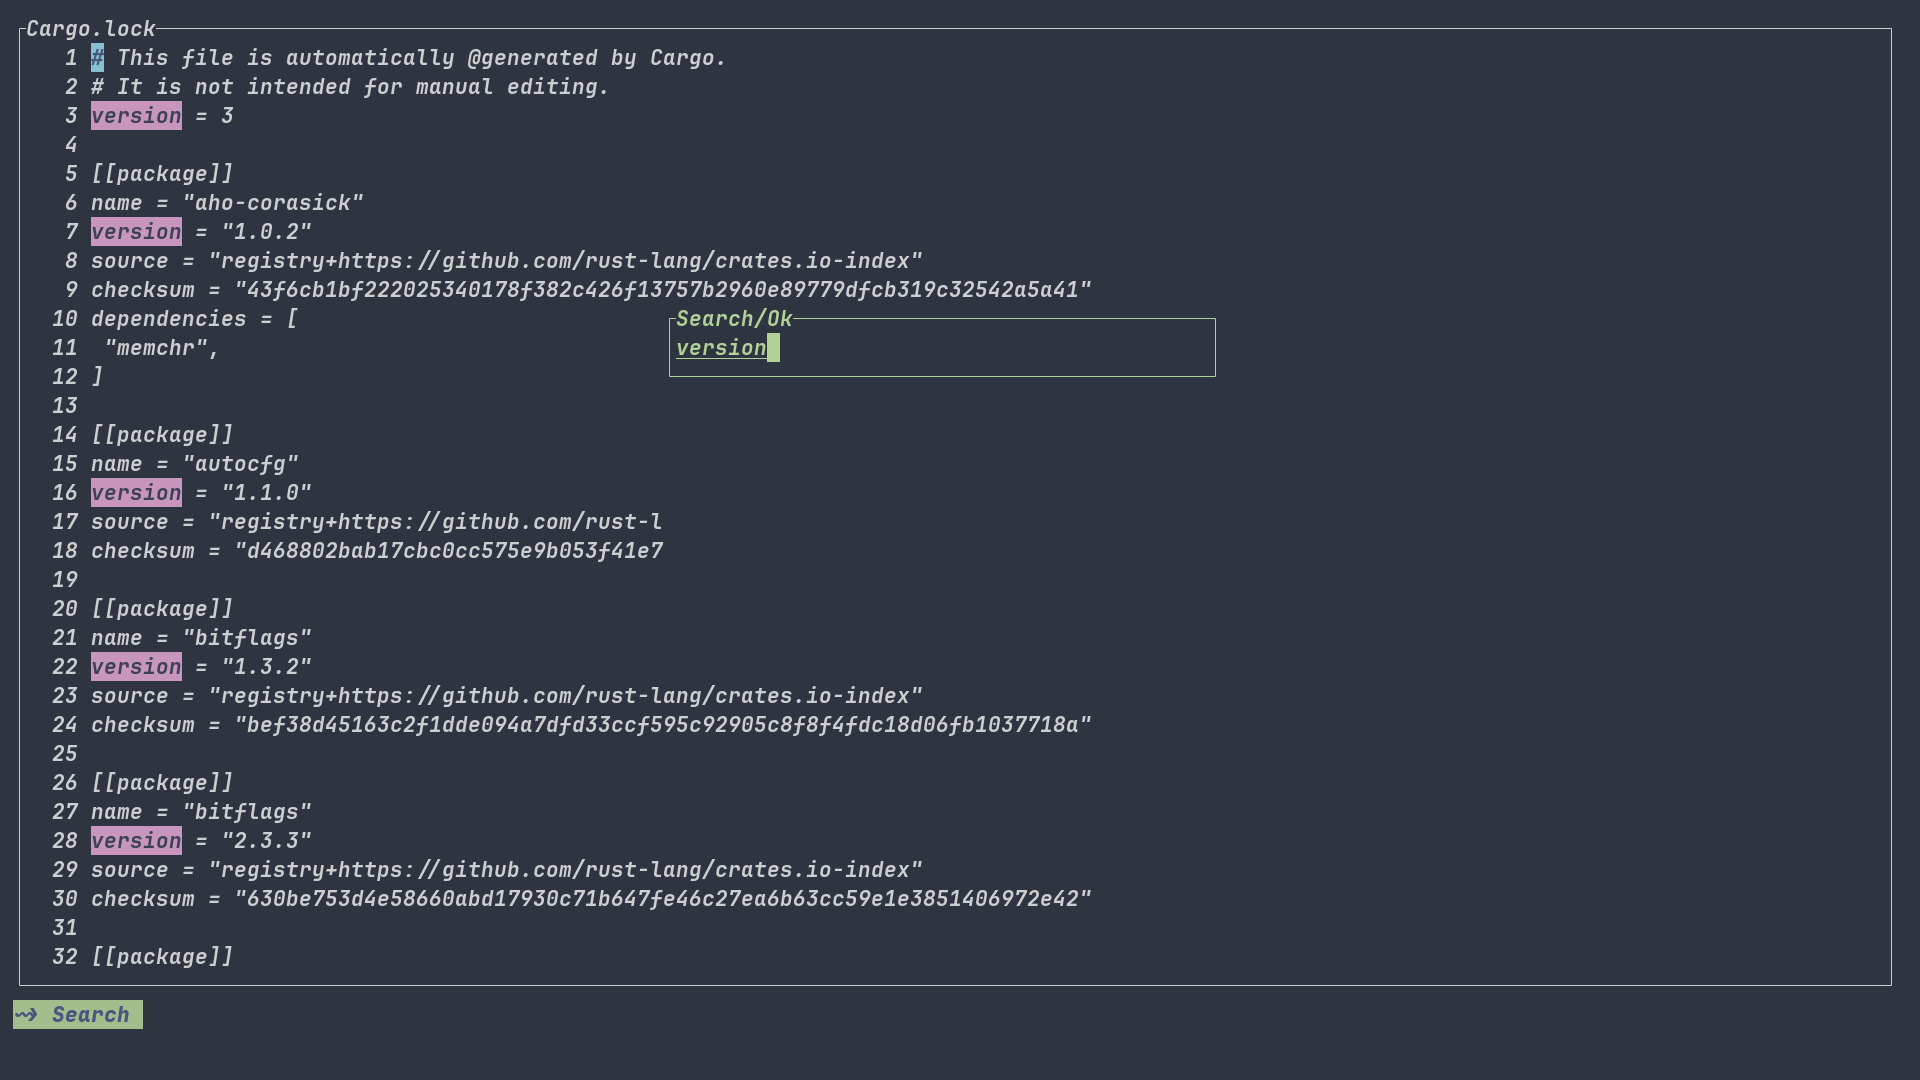 Cargo.lock
1 # This file is automatically @generated by Cargo.
2 # It is not intended for manual editing.
3 version = 3
4
5 [[package]]
6 name = "aho-corasick"
7 version = "1.0.2"
8 source = "registry+https://github.com/rust-lang/crates.io-index"
9 checksum = "43f6cb1bf222025340178f382c426f13757b2960e89779dfcb319c32542a5a41"
10 dependencies = [
11  "memchr",
12 ]
Search/Ok
version
13
14 [[package]]
15 name = "autocfg"
16 version = "1.1.0"
17 source = "registry+https://github.com/rust-l
18 checksum = "d468802bab17cbc0cc575e9b053f41e7
19
20 [[package]]
21 name = "bitflags"
22 version = "1.3.2"
23 source = "registry+https://github.com/rust-lang/crates.io-index"
24 checksum = "bef38d45163c2f1dde094a7dfd33ccf595c92905c8f8f4fdc18d06fb1037718a"
25
26 [[package]]
27 name = "bitflags"
28 version = "2.3.3"
29 source = "registry+https://github.com/rust-lang/crates.io-index"
30 checksum = "630be753d4e58660abd17930c71b647fe46c27ea6b63cc59e1e3851406972e42"
31
32 [[package]]
Search